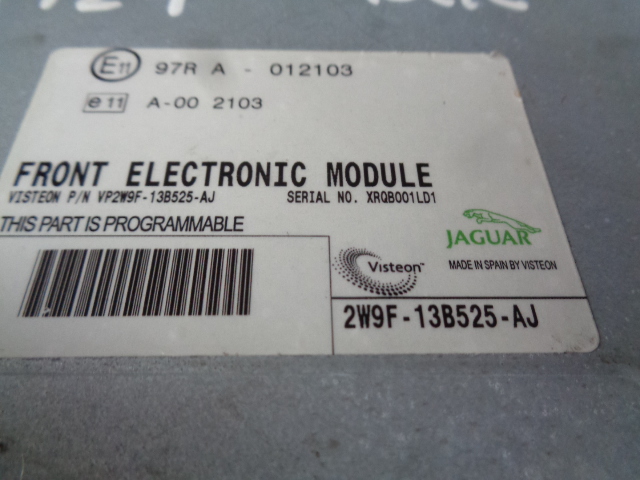 E11 97R A - 012103
e11 A-00 2103
FRONT ELECTRONIC MODULE
VISTEON P/N VP2W9F-13B525-AJ SERIAL NO. XRQB001LD1
THIS PART IS PROGRAMMABLE
JAGUAR
Visteon™ MADE IN SPAIN BY VISTEON
2W9F-13B525-AJ